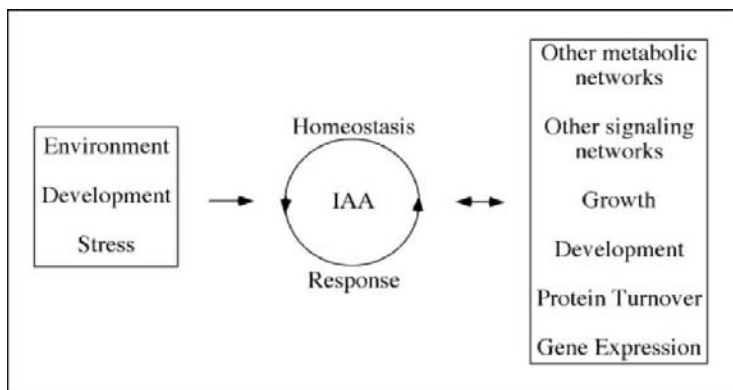 Environment
Development
Stress
Homeostasis
IAA
Response
Other metabolic
networks
Other signaling
networks
Growth
Development
Protein Turnover
Gene Expression